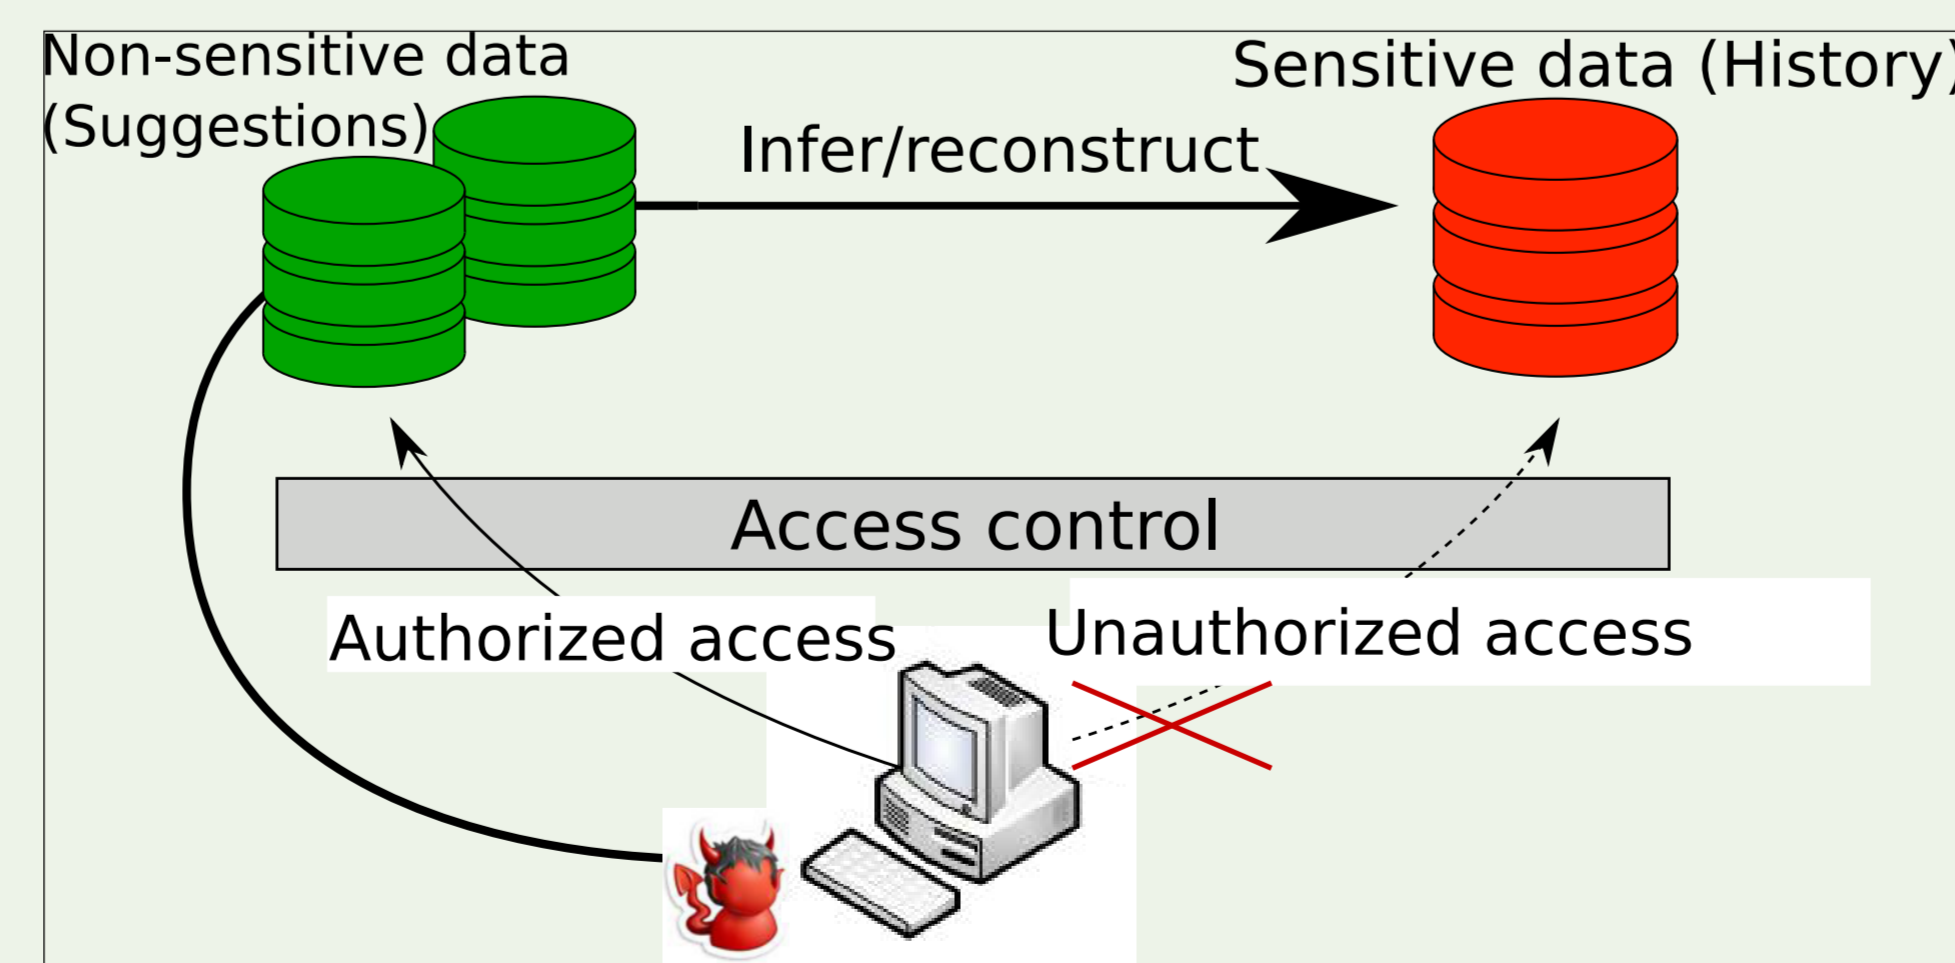 Non-sensitive data
(Suggestions)
Sensitive data (History)
Infer/reconstruct
Access control
Authorized access
Unauthorized access